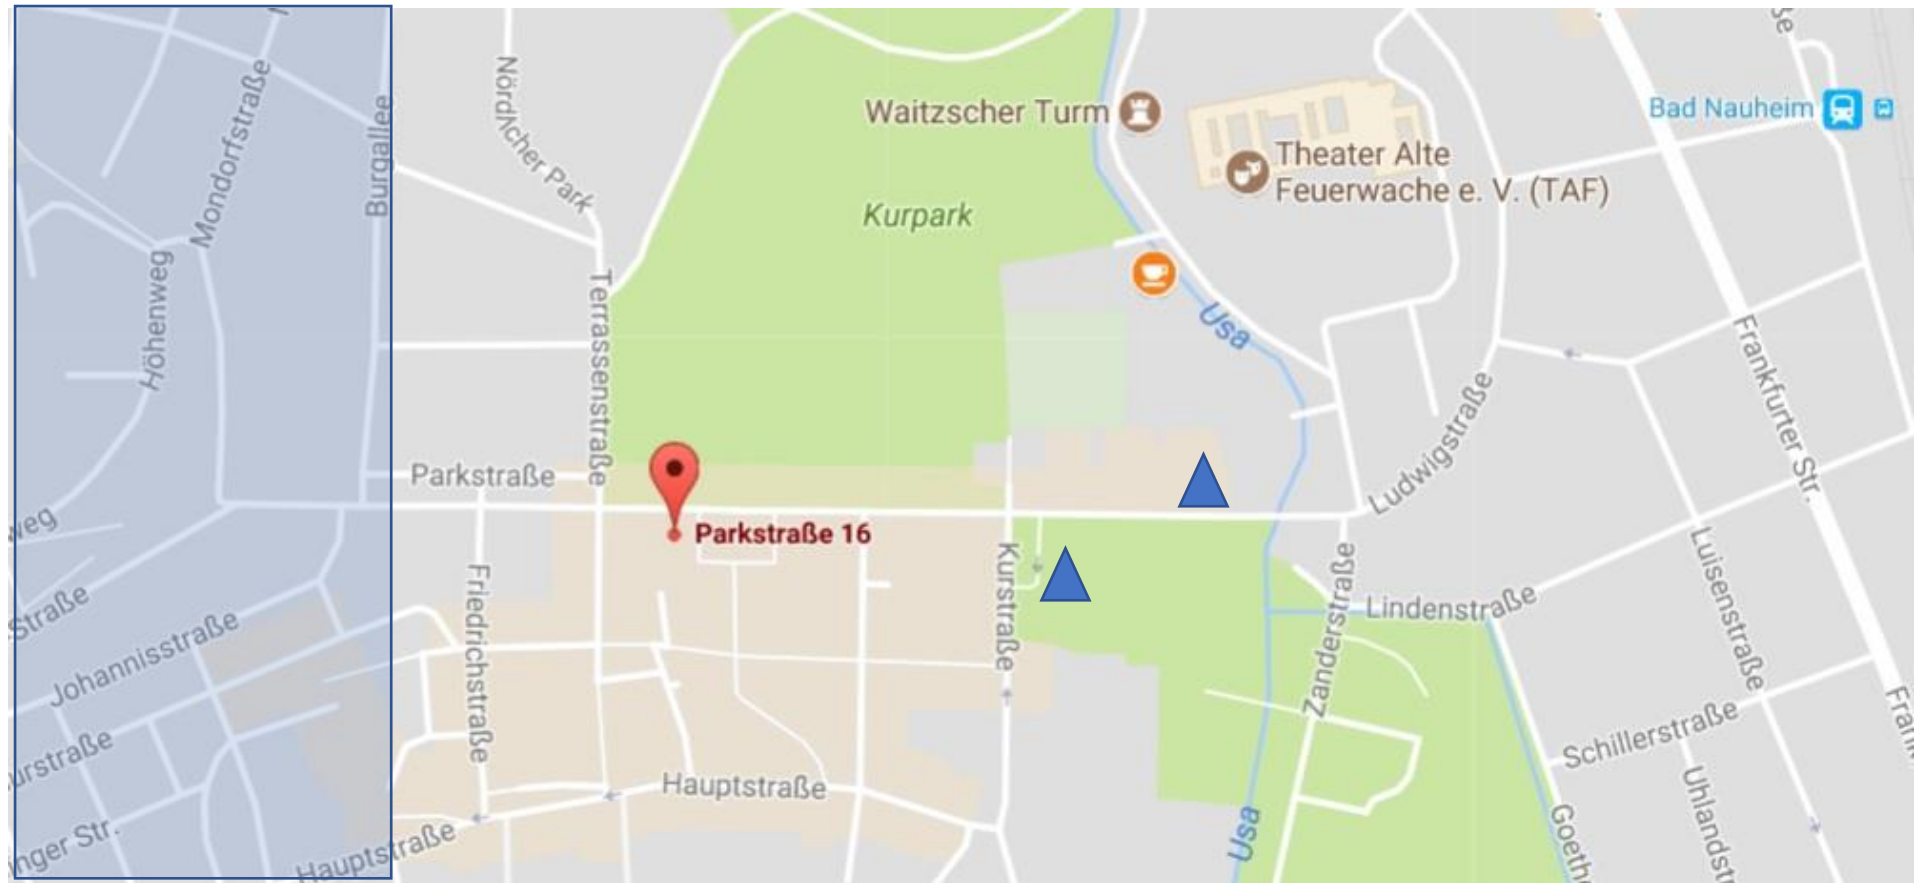 Mondorfstraße
Burgallee
Höhenweg
Nördlicher Park
Terrassenstraße
Kurpark
Waitzscher Turm
Theater Alte
Feuerwache e. V. (TAF)
Bad Nauheim
Usa
Frankfurter Str.
Ludwigstraße
Parkstraße
Parkstraße 16
Kurstraße
Friedrichstraße
Johannisstraße
Straße
Zanderstraße
Lindenstraße
Luisenstraße
Schillerstraße
Hauptstraße
Hauptstraße
Usa